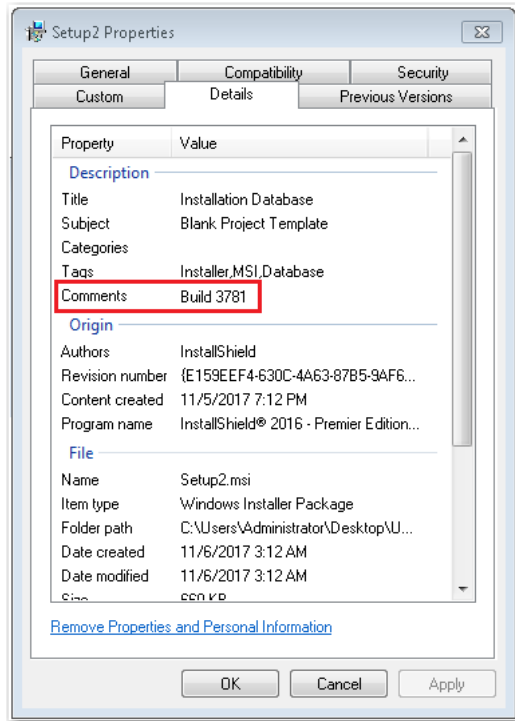 Setup2 Properties
General Compatibility Security
Custom Details Previous Versions
Property Value
Description
Title Installation Database
Subject Blank Project Template
Categories
Tags Installer,MSI,Database
Comments Build 3781
Origin
Authors InstallShield
Revision number {E159EEF4-630C-4A63-87B5-9AF6...
Content created 11/5/2017 7:12 PM
Program name InstallShield® 2016 - Premier Edition...
File
Name Setup2.msi
Item type Windows Installer Package
Folder path C:\Users\Administrator\Desktop\U...
Date created 11/6/2017 3:12 AM
Date modified 11/6/2017 3:12 AM
Size 660 KB
Remove Properties and Personal Information
OK Cancel Apply